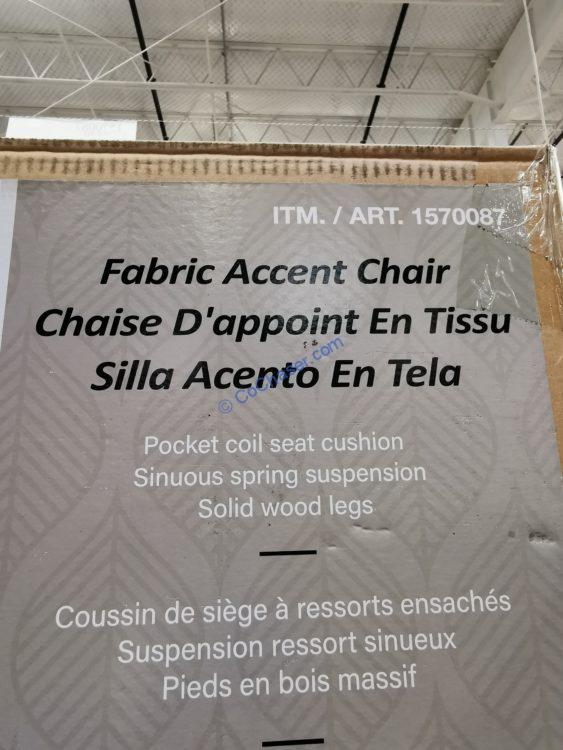 ITM. / ART. 1570087
Fabric Accent Chair
Chaise D'appoint En Tissu
Silla Acento En Tela
© CoChaser.com
Pocket coil seat cushion
Sinuous spring suspension
Solid wood legs
Coussin de siège à ressorts ensachés
Suspension ressort sinueux
Pieds en bois massif